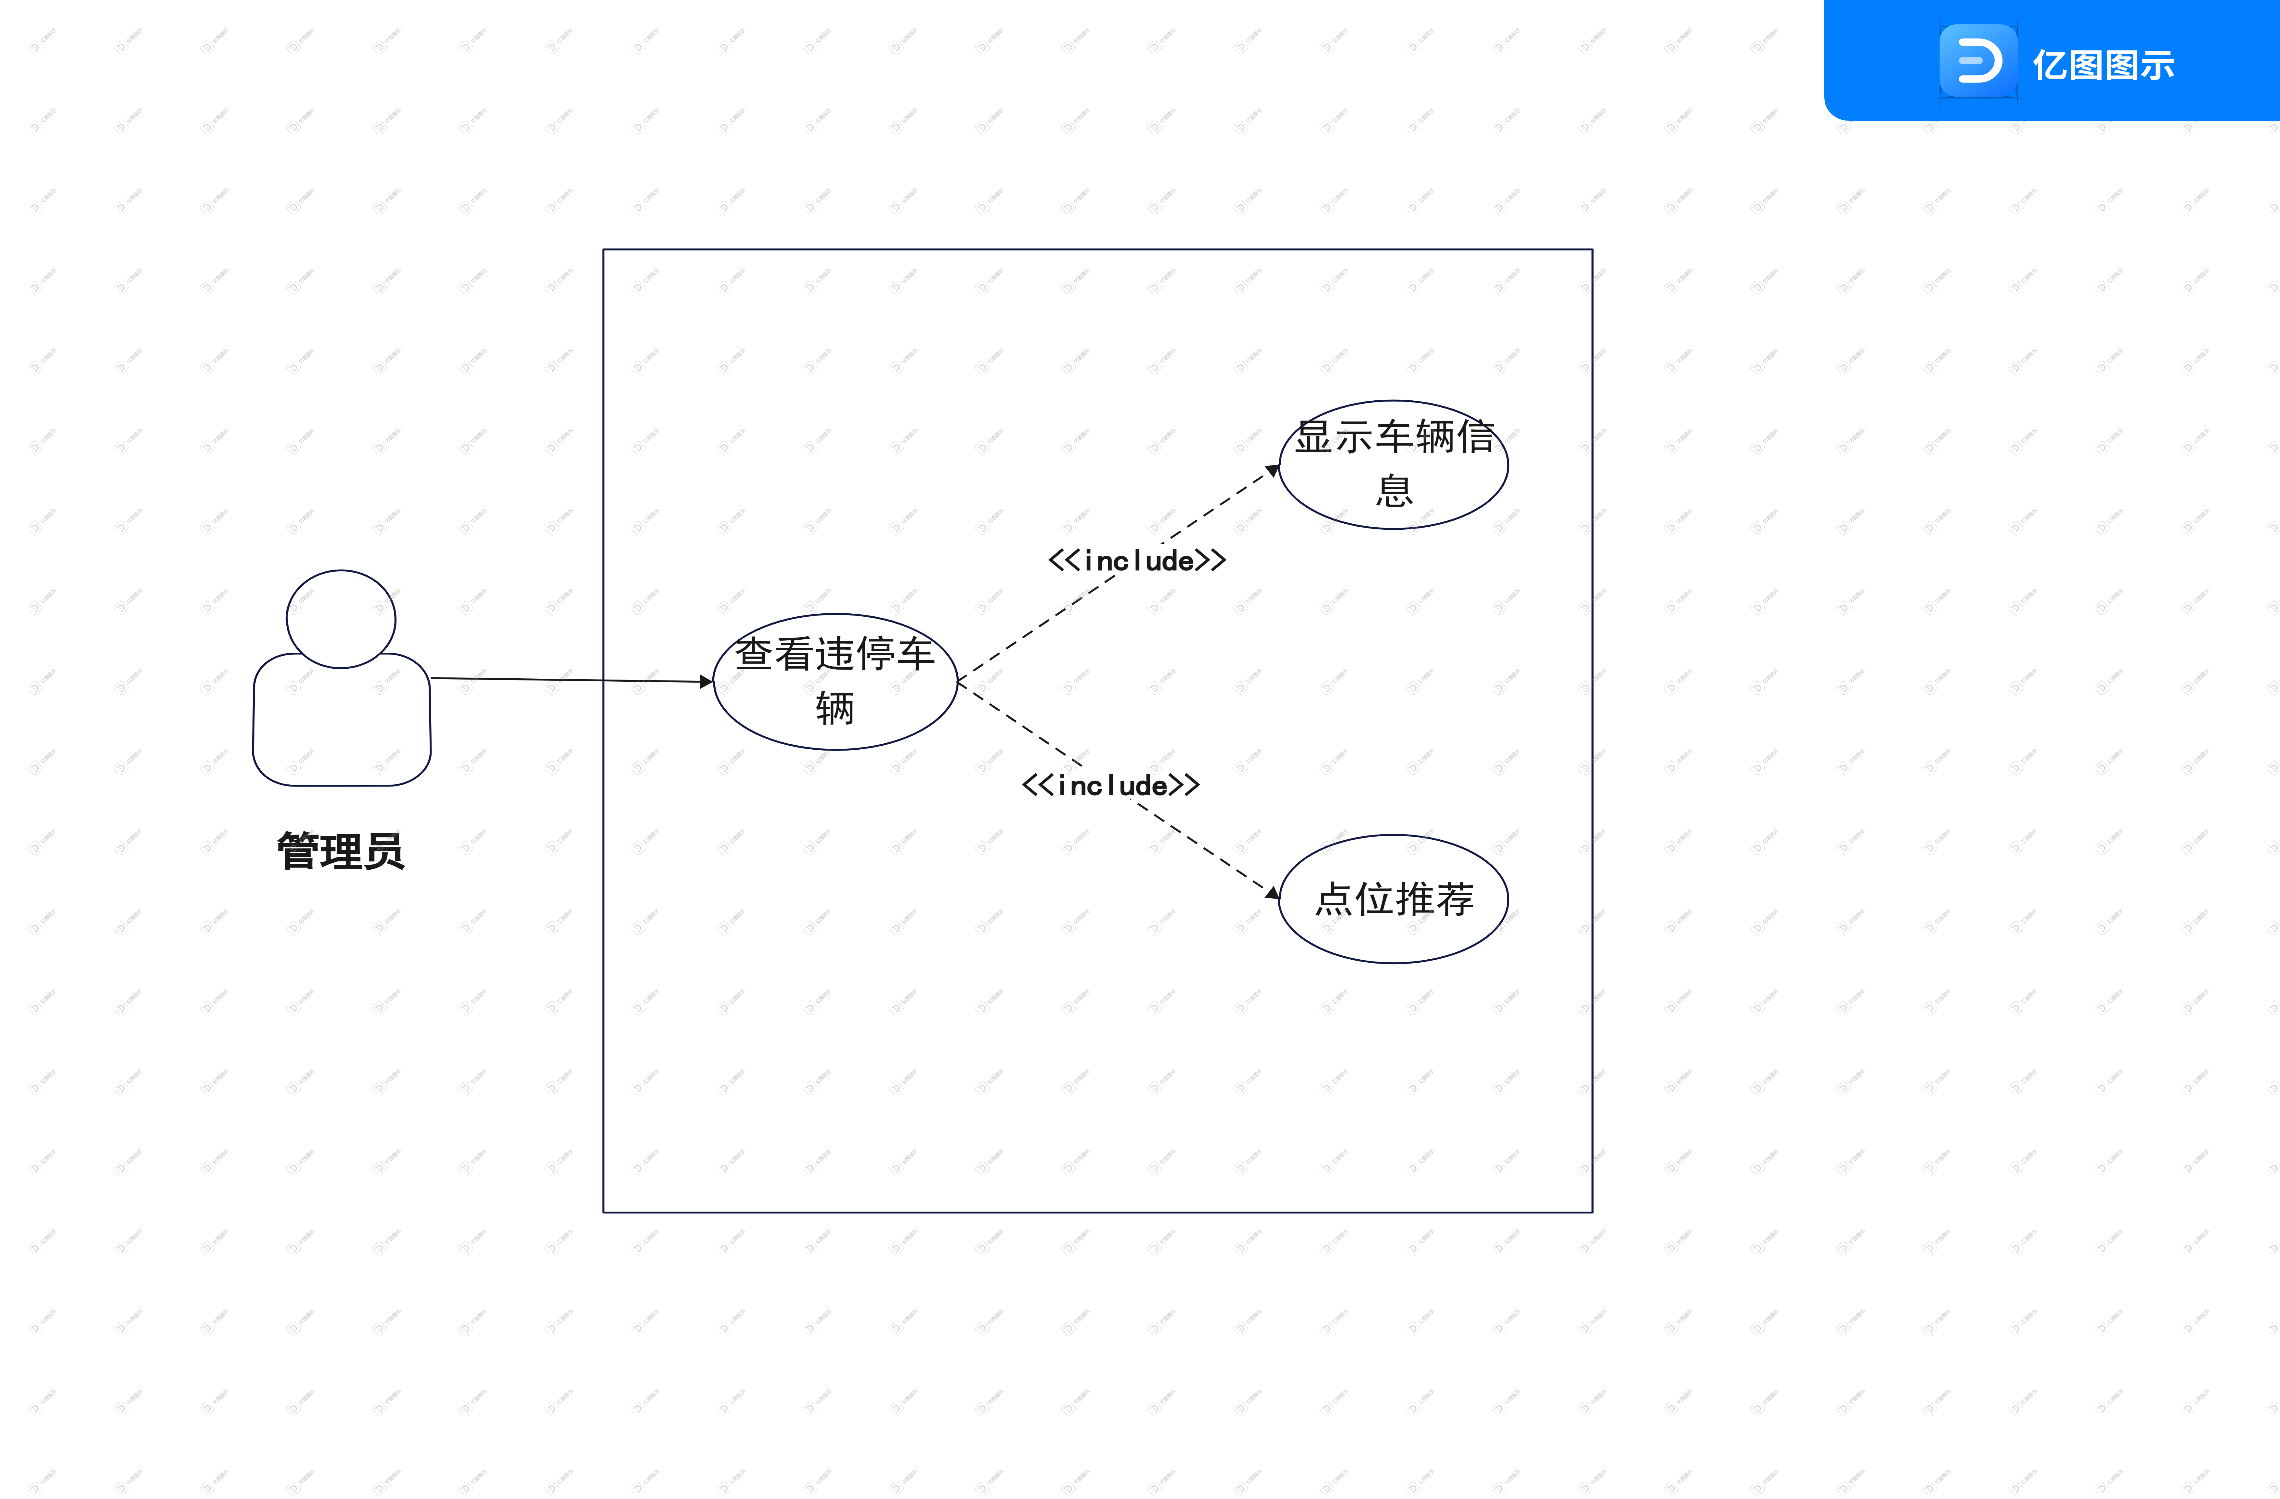 亿图图示
显示车辆信
息
<<include>>
查看违停车
辆
<<include>>
管理员
点位推荐